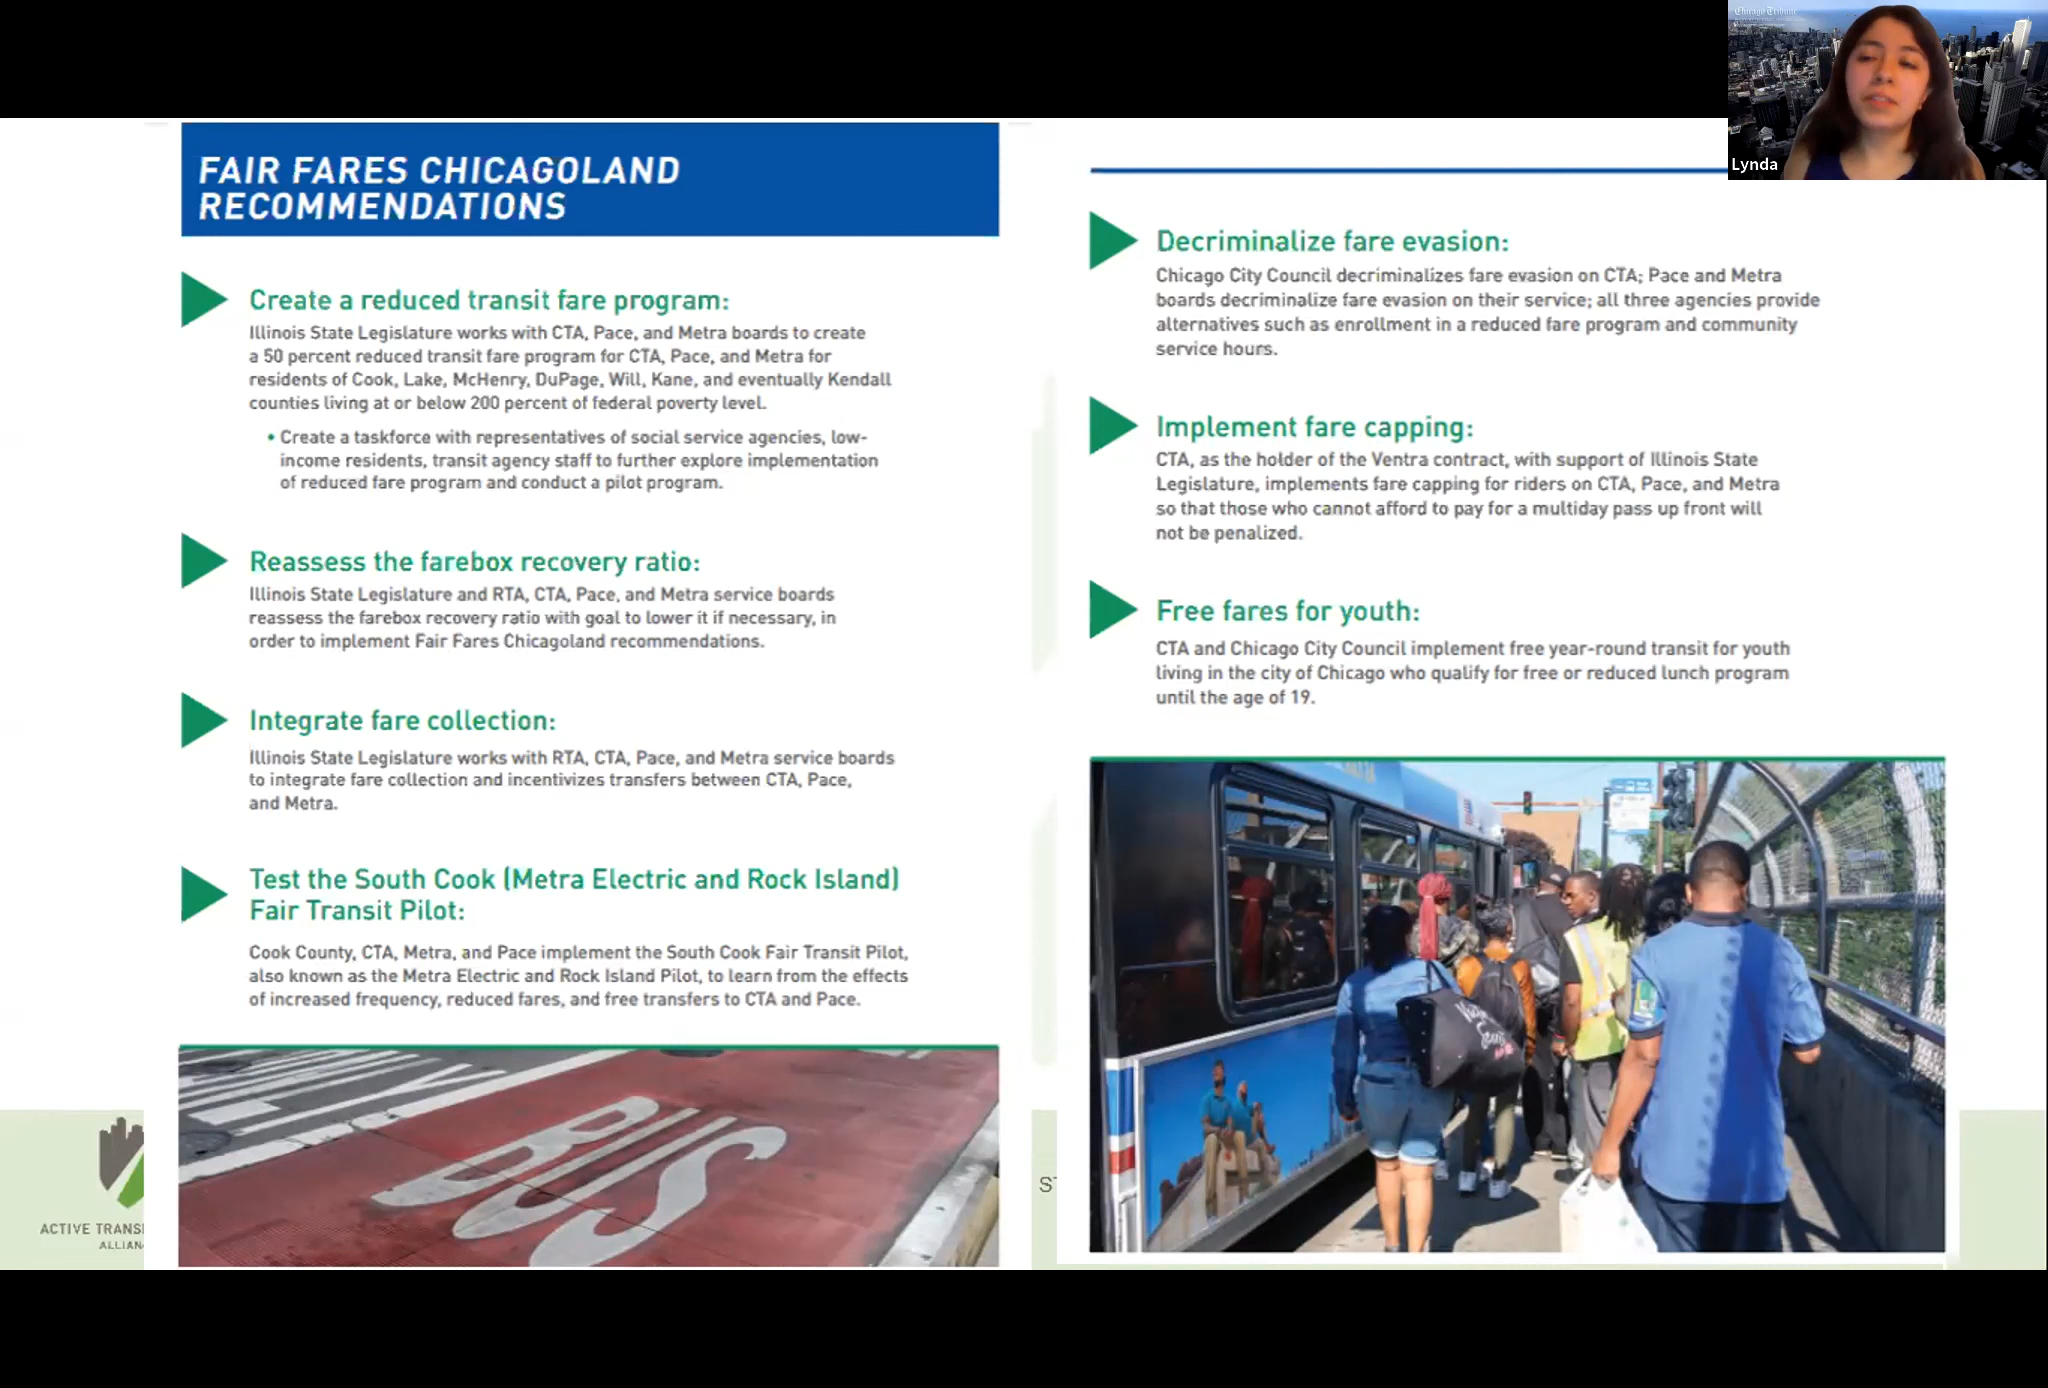 Chicago Tribune
Lynda
FAIR FARES CHICAGOLAND
RECOMMENDATIONS
Create a reduced transit fare program:
Illinois State Legislature works with CTA, Pace, and Metra boards to create
a 50 percent reduced transit fare program for CTA, Pace, and Metra for
residents of Cook, Lake, McHenry, DuPage, Will, Kane, and eventually Kendall
counties living at or below 200 percent of federal poverty level.
• Create a taskforce with representatives of social service agencies, low-
income residents, transit agency staff to further explore implementation
of reduced fare program and conduct a pilot program.
Reassess the farebox recovery ratio:
Illinois State Legislature and RTA, CTA, Pace, and Metra service boards
reassess the farebox recovery ratio with goal to lower it if necessary, in
order to implement Fair Fares Chicagoland recommendations.
Integrate fare collection:
Illinois State Legislature works with RTA, CTA, Pace, and Metra service boards
to integrate fare collection and incentivizes transfers between CTA, Pace,
and Metra.
Test the South Cook (Metra Electric and Rock Island)
Fair Transit Pilot:
Cook County, CTA, Metra, and Pace implement the South Cook Fair Transit Pilot,
also known as the Metra Electric and Rock Island Pilot, to learn from the effects
of increased frequency, reduced fares, and free transfers to CTA and Pace.
BUS
ACTIVE TRANS
ALLIAN
ST
Decriminalize fare evasion:
Chicago City Council decriminalizes fare evasion on CTA; Pace and Metra
boards decriminalize fare evasion on their service; all three agencies provide
alternatives such as enrollment in a reduced fare program and community
service hours.
Implement fare capping:
CTA, as the holder of the Ventra contract, with support of Illinois State
Legislature, implements fare capping for riders on CTA, Pace, and Metra
so that those who cannot afford to pay for a multiday pass up front will
not be penalized.
Free fares for youth:
CTA and Chicago City Council implement free year-round transit for youth
living in the city of Chicago who qualify for free or reduced lunch program
until the age of 19.